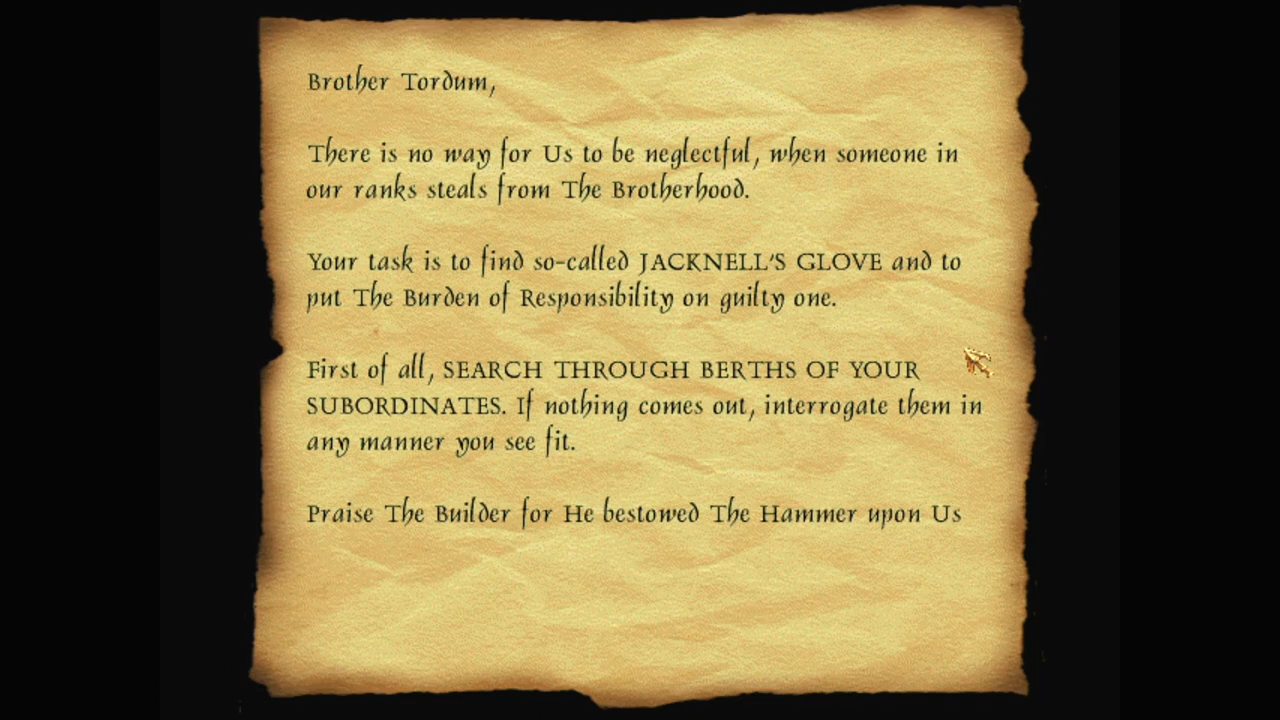 Brother Tordum,
There is no way for Us to be neglectful, when someone in
our ranks steals from The Brotherhood.
Your task is to find so-called JACKNELL'S GLOVE and to
put The Burden of Responsibility on guilty one.
First of all, SEARCH THROUGH BERTHS OF YOUR
SUBORDINATES. If nothing comes out, interrogate them in
any manner you see fit.
Praise The Builder for He bestowed The Hammer upon Us